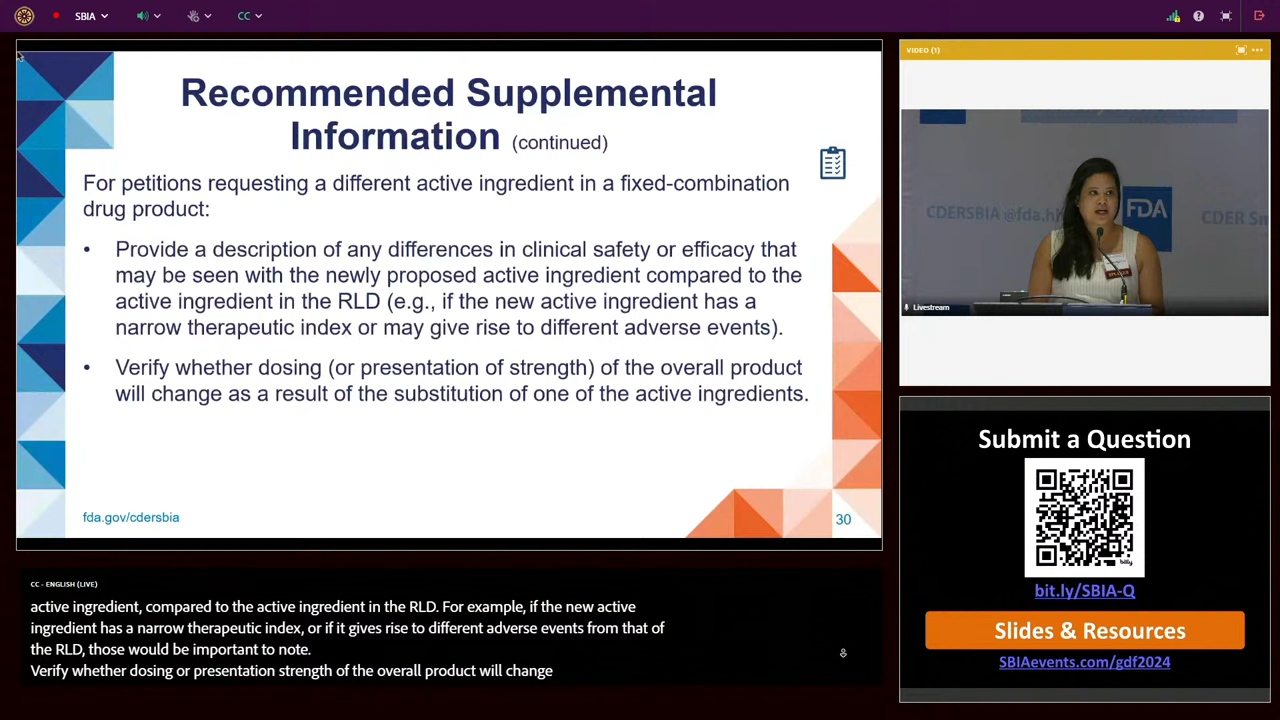 SBIA
CC
Recommended Supplemental
Information (continued)
For petitions requesting a different active ingredient in a fixed-combination
drug product:
• Provide a description of any differences in clinical safety or efficacy that
may be seen with the newly proposed active ingredient compared to the
active ingredient in the RLD (e.g., if the new active ingredient has a
narrow therapeutic index or may give rise to different adverse events).
• Verify whether dosing (or presentation of strength) of the overall product
will change as a result of the substitution of one of the active ingredients.
fda.gov/cdersbia
30
CC - ENGLISH (LIVE)
active ingredient, compared to the active ingredient in the RLD. For example, if the new active
ingredient has a narrow therapeutic index, or if it gives rise to different adverse events from that of
the RLD, those would be important to note.
Verify whether dosing or presentation strength of the overall product will change
VIDEO (1)
CDERSBIA @fda.h
FDA
CDER Sm
SPEAKER
Livestream
Submit a Question
bitly
bit.ly/SBIA-Q
Slides & Resources
SBIAevents.com/gdf2024